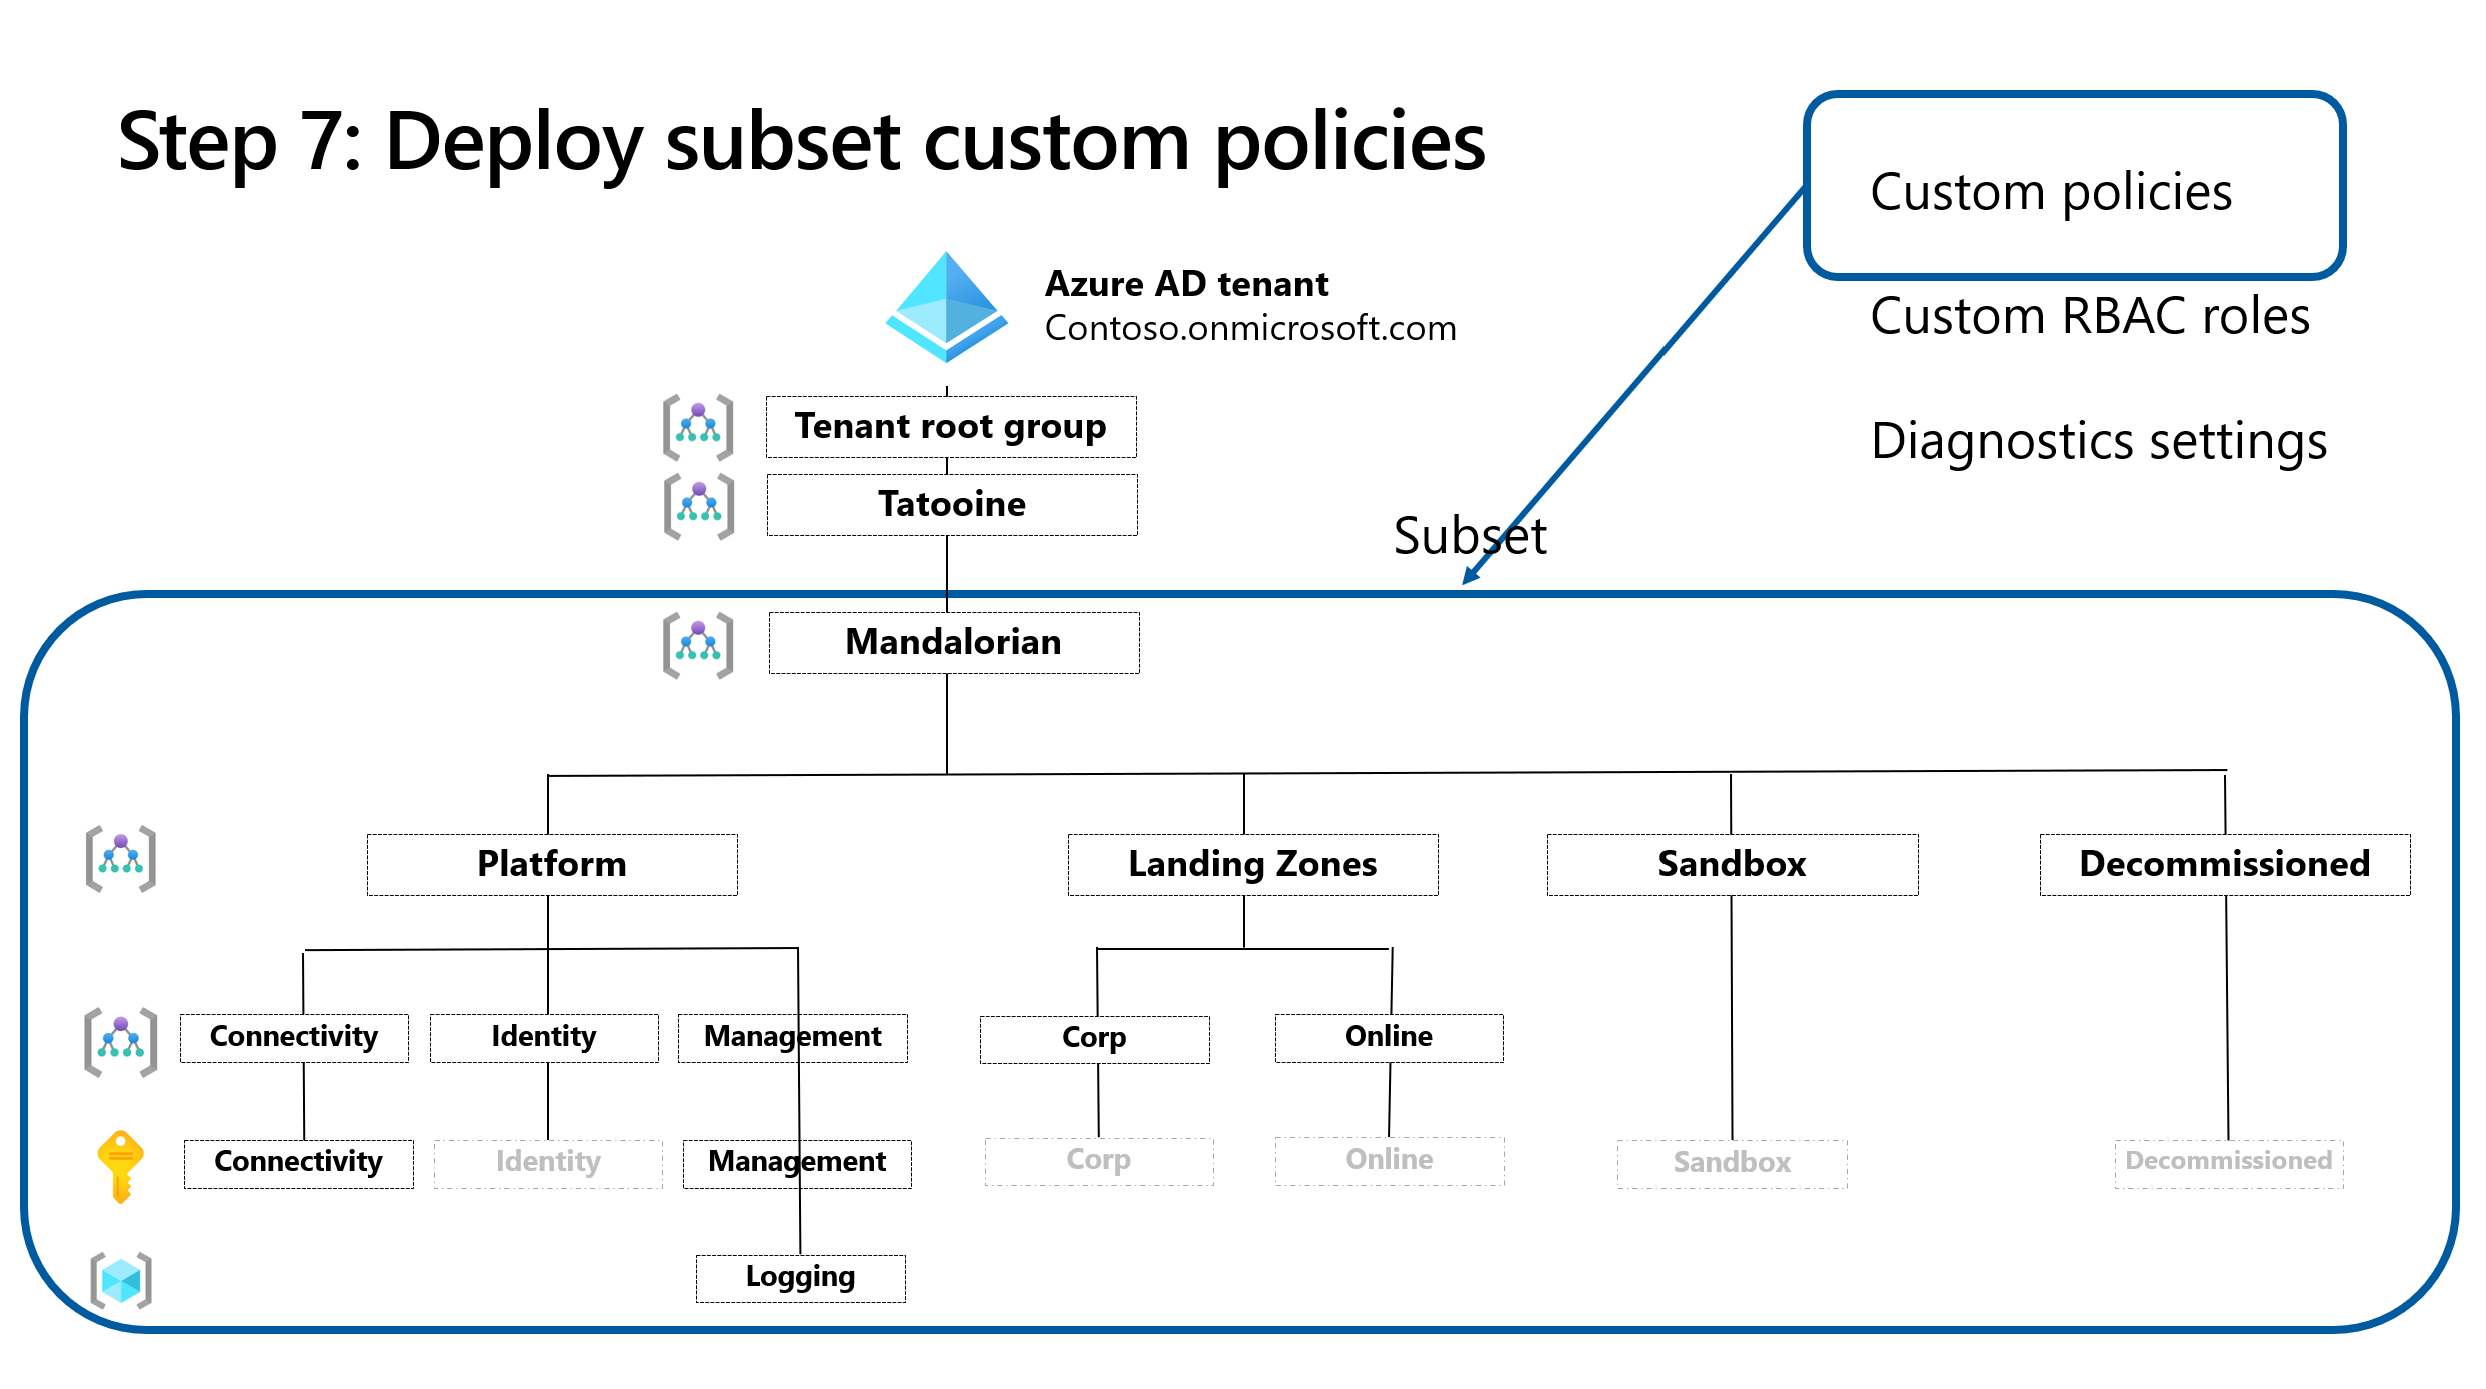 Step 7: Deploy subset custom policies
Custom policies
Custom RBAC roles
Diagnostics settings
Azure AD tenant
Contoso.onmicrosoft.com
Tenant root group
Tatooine
Subset
Mandalorian
Platform
Landing Zones
Sandbox
Decommissioned
Connectivity
Identity
Management
Corp
Online
Connectivity
Identity
Management
Corp
Online
Sandbox
Decommissioned
Logging